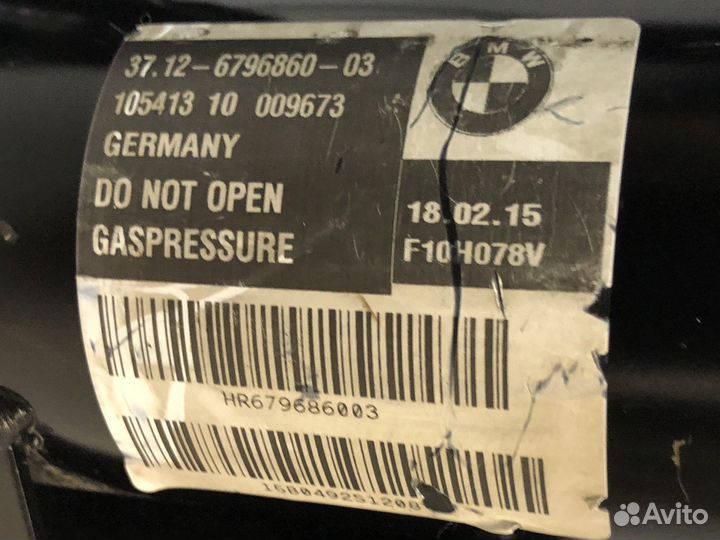 37.12-6796860-03
105413 10 009673
GERMANY
DO NOT OPEN
GASPRESSURE
BMW
18.02.15
F10H078V
HR679686003
16B049251208
Avito